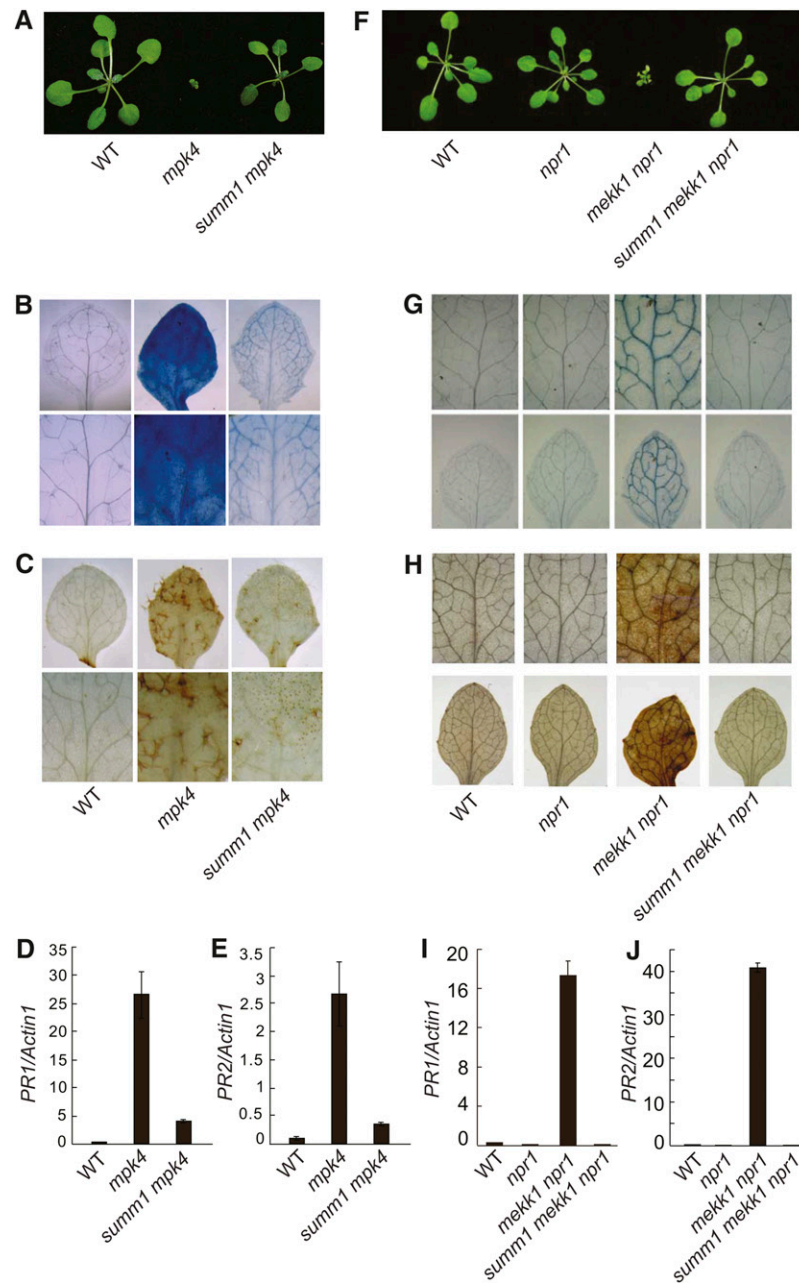 A
WT
mpk4
summ1 mpk4
F
WT
npr1
mekk1 npr1
summ1 mekk1 npr1
B
C
WT
mpk4
summ1 mpk4
G
H
WT
npr1
mekk1 npr1
summ1 mekk1 npr1
D
PR1/Actin1
35
30
25
20
15
10
5
0
WT
mpk4
summ1 mpk4
E
PR2/Actin1
3.5
3
2.5
2
1.5
1
0.5
0
WT
mpk4
summ1 mpk4
I
PR1/Actin1
20
16
12
8
4
0
WT
npr1
mekk1 npr1
summ1 mekk1 npr1
J
PR2/Actin1
40
30
20
10
0
WT
npr1
mekk1 npr1
summ1 mekk1 npr1